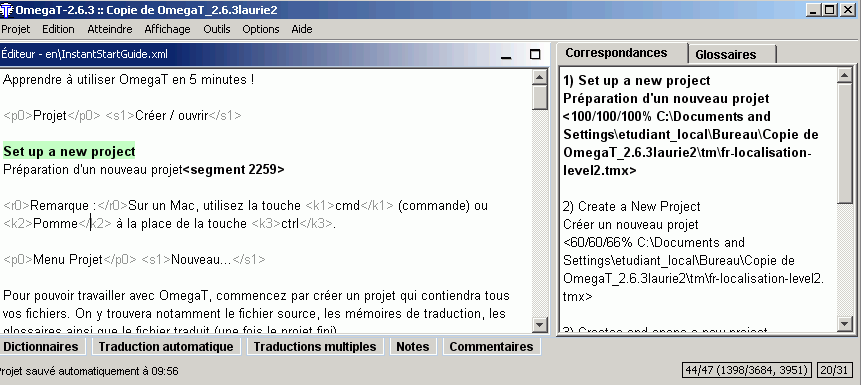 OmegaT-2.6.3 :: Copie de OmegaT_2.6.3laurie2
Projet Edition Atteindre Affichage Outils Options Aide
Éditeur - en\InstantStartGuide.xml
Apprendre à utiliser OmegaT en 5 minutes !
<p0>Projet</p0> <s1>Créer / ouvrir</s1>
Set up a new project
Préparation d'un nouveau projet<segment 2259>
<r0>Remarque :</r0>Sur un Mac, utilisez la touche <k1>cmd</k1> (commande) ou
<k2>Pomme</k2> à la place de la touche <k3>ctrl</k3>.
<p0>Menu Projet</p0> <s1>Nouveau...</s1>
Pour pouvoir travailler avec OmegaT, commencez par créer un projet qui contiendra tous
vos fichiers. On y trouvera notamment le fichier source, les mémoires de traduction, les
glossaires ainsi que le fichier traduit (une fois le projet fini)
Correspondances Glossaires
1) Set up a new project
Préparation d'un nouveau projet
<100/100/100% C:\Documents and
Settings\etudiant_local\Bureau\Copie de
OmegaT_2.6.3laurie2\tm\fr-localisation-
level2.tmx>
2) Create a New Project
Créer un nouveau projet
<60/60/66% C:\Documents and
Settings\etudiant_local\Bureau\Copie de
OmegaT_2.6.3laurie2\tm\fr-localisation-level2.
tmx>
3) Creates and opens a new project
Dictionnaires Traduction automatique Traductions multiples Notes Commentaires
Projet sauvé automatiquement à 09:56
44/47 (1398/3684, 3951) 20/31